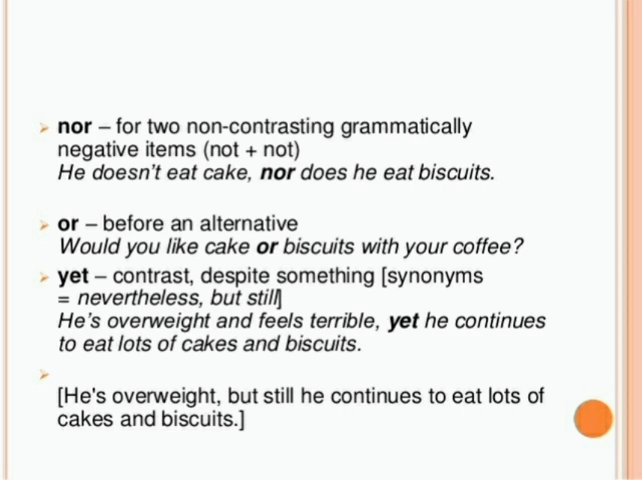 nor – for two non-contrasting grammatically
negative items (not + not)
He doesn't eat cake, nor does he eat biscuits.
or – before an alternative
Would you like cake or biscuits with your coffee?
yet – contrast, despite something [synonyms
= nevertheless, but still]
He's overweight and feels terrible, yet he continues
to eat lots of cakes and biscuits.
[He's overweight, but still he continues to eat lots of
cakes and biscuits.]